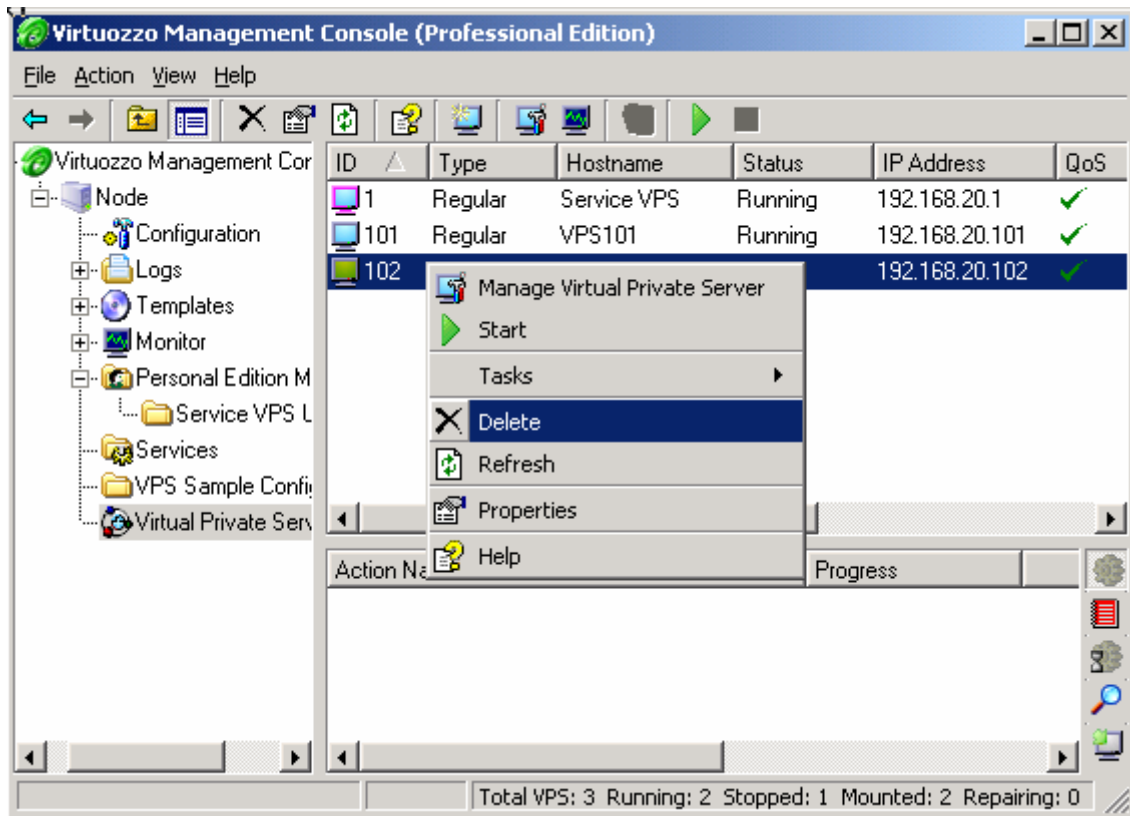 Virtuozzo Management Console (Professional Edition)
File Action View Help
Virtuozzo Management Cor
Node
Configuration
Logs
Templates
Monitor
Personal Edition M
Service VPS L
Services
VPS Sample Config
Virtual Private Serv
ID Type Hostname Status IP Address QoS
1 Regular Service VPS Running 192.168.20.1
101 Regular VPS101 Running 192.168.20.101
102 192.168.20.102
Manage Virtual Private Server
Start
Tasks
Delete
Refresh
Properties
Help
Action Na Progress
Total VPS: 3 Running: 2 Stopped: 1 Mounted: 2 Repairing: 0